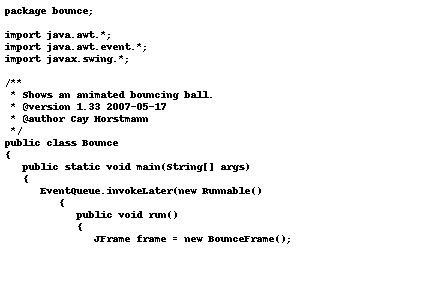 package bounce;

import java.awt.*;
import java.awt.event.*;
import javax.swing.*;

/**
 * Shows an animated bouncing ball.
 * @version 1.33 2007-05-17
 * @author Cay Horstmann
 */
public class Bounce
{
   public static void main(String[] args)
   {
      EventQueue.invokeLater(new Runnable()
         {
            public void run()
            {
               JFrame frame = new BounceFrame();